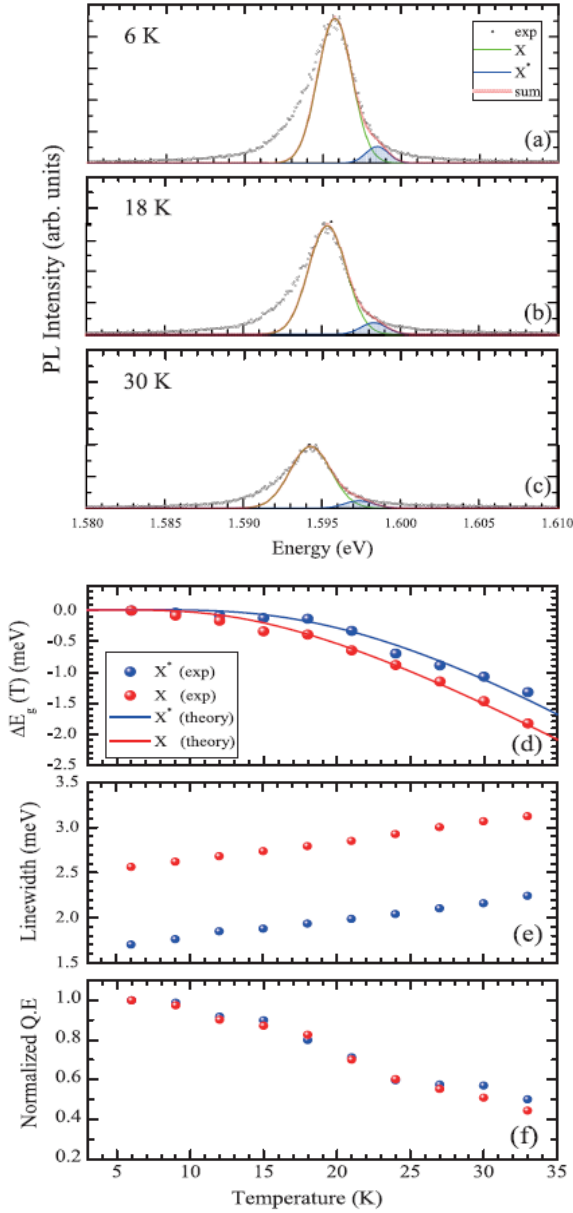 6 K
exp
X
X*
sum
(a)
18 K
(b)
30 K
(c)
PL Intensity (arb. units)
1.580 1.585 1.590 1.595 1.600 1.605 1.610
Energy (eV)
0.0
-0.5
-1.0
-1.5
-2.0
-2.5
ΔE_g (T) (meV)
X* (exp)
X (exp)
X* (theory)
X (theory)
(d)
3.5
3.0
2.5
2.0
1.5
Linewidth (meV)
(e)
1.0
0.8
0.6
0.4
0.2
Normalized Q.E
(f)
5 10 15 20 25 30 35
Temperature (K)